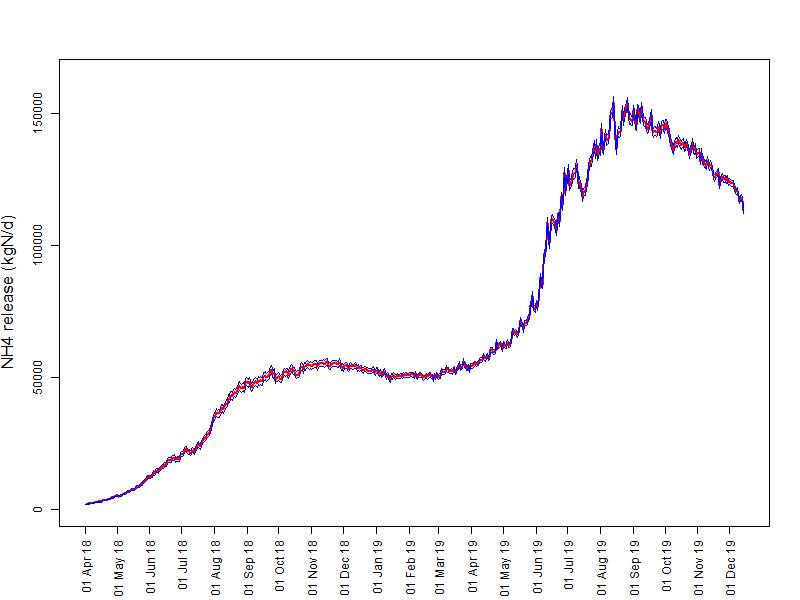 NH4 release (kgN/d)
150000
100000
50000
0
01 Apr 18
01 May 18
01 Jun 18
01 Jul 18
01 Aug 18
01 Sep 18
01 Oct 18
01 Nov 18
01 Dec 18
01 Jan 19
01 Feb 19
01 Mar 19
01 Apr 19
01 May 19
01 Jun 19
01 Jul 19
01 Aug 19
01 Sep 19
01 Oct 19
01 Nov 19
01 Dec 19